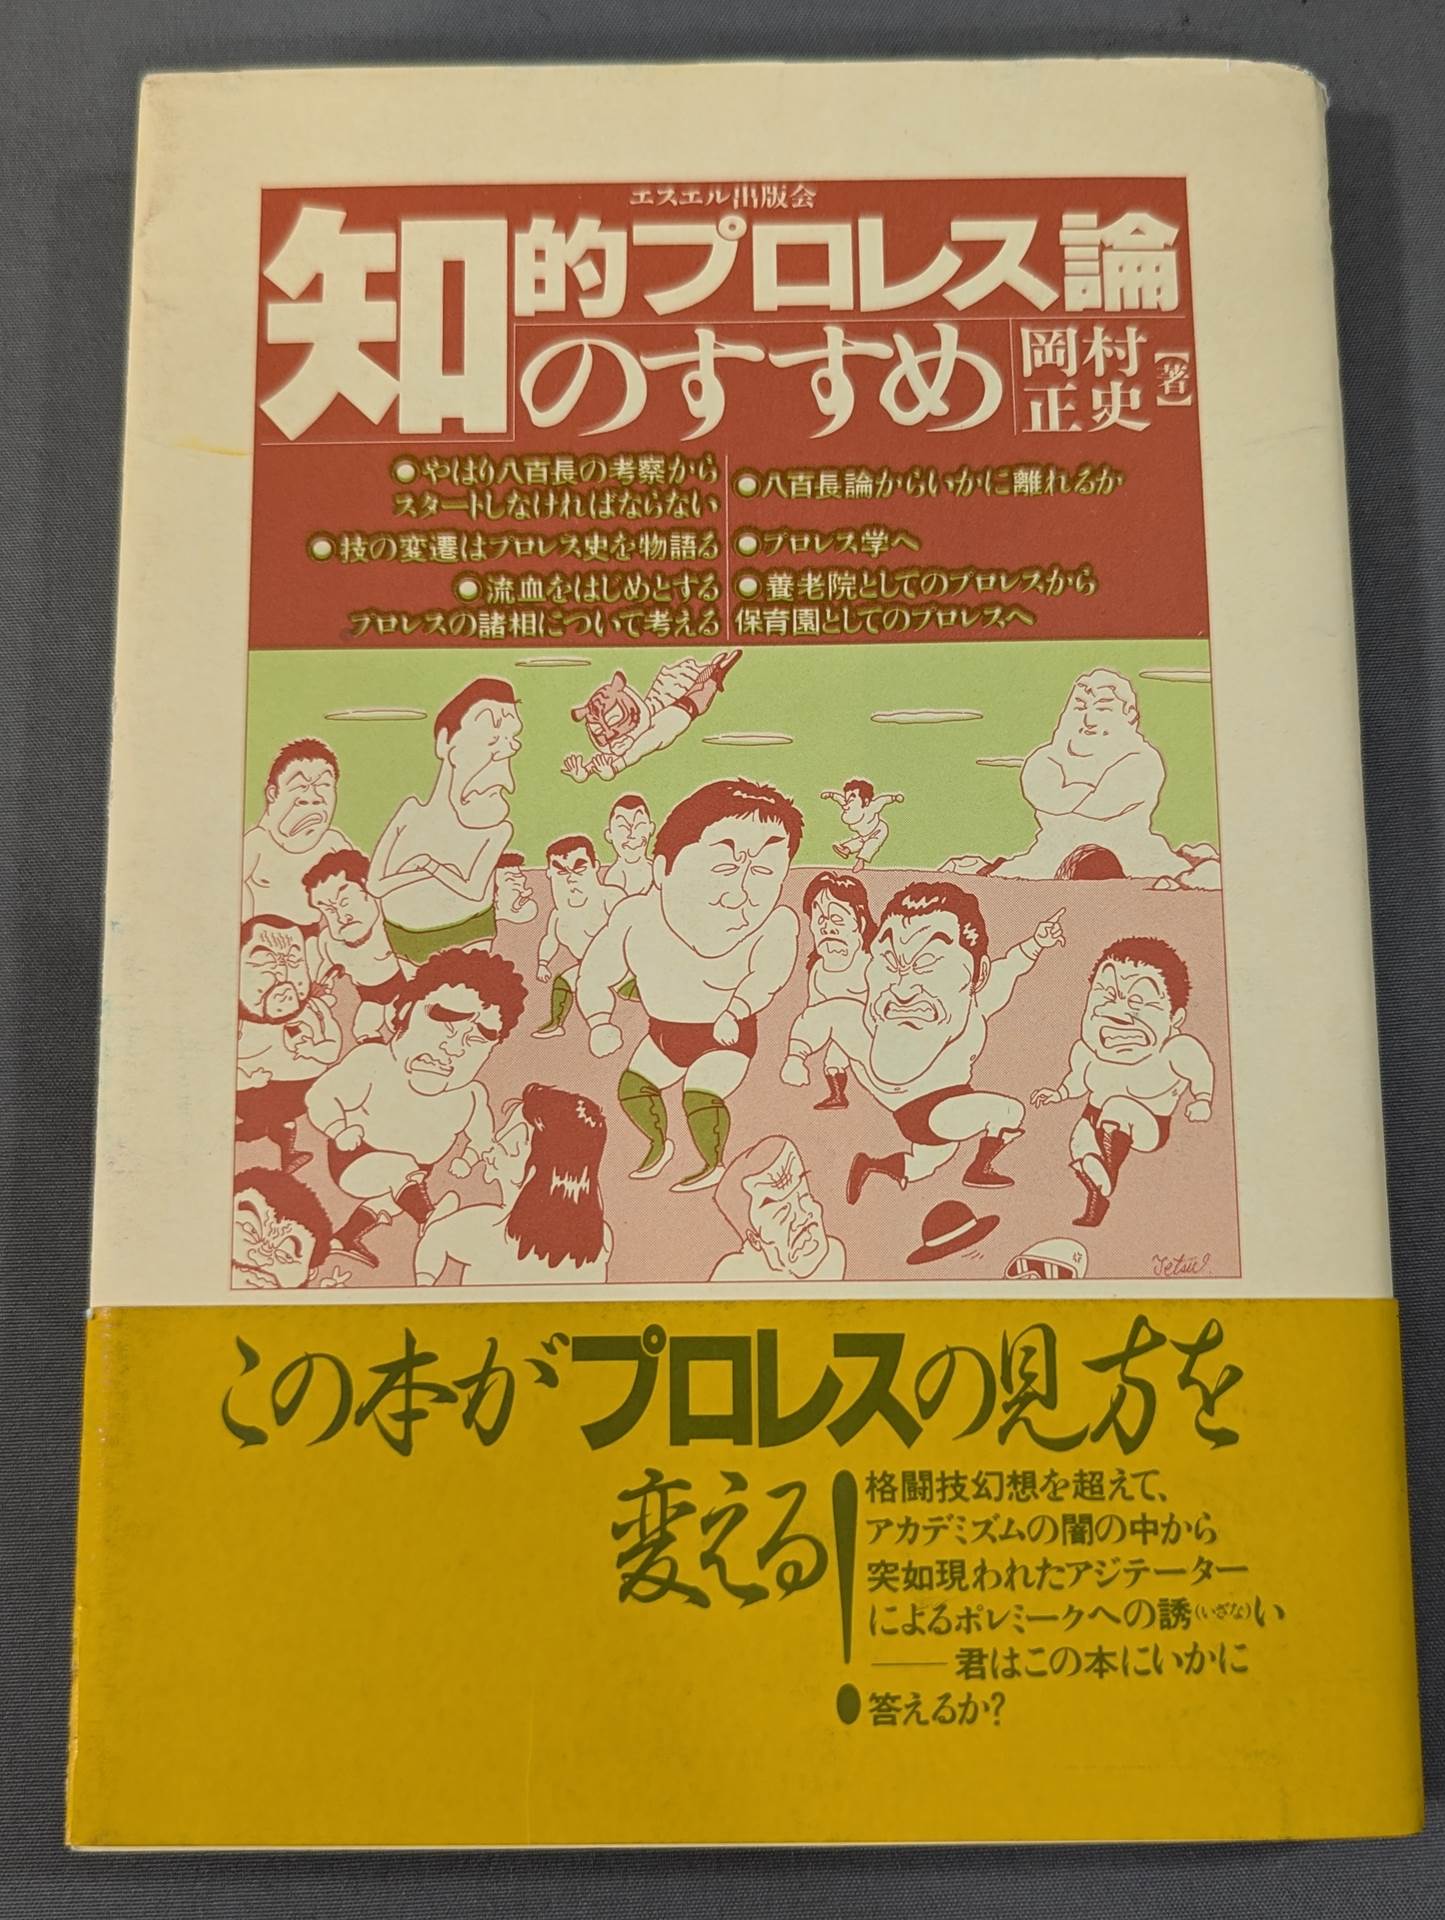 エスエル出版会
知的プロレス論
のすすめ
岡村
正史
【著】
●やはり八百長の考察から
スタートしなければならない
●技の変遷はプロレス史を物語る
●流血をはじめとする
プロレスの諸相について考える
●八百長論からいかに離れるか
●プロレス学へ
●養老院としてのプロレスから
保育園としてのプロレスへ
Tetsu
この本がプロレスの見方を
変える!
格闘技幻想を超えて、
アカデミズムの闇の中から
突如現われたアジテーター
によるポレミークへの誘(いざな)い
――君はこの本にいかに
答えるか?